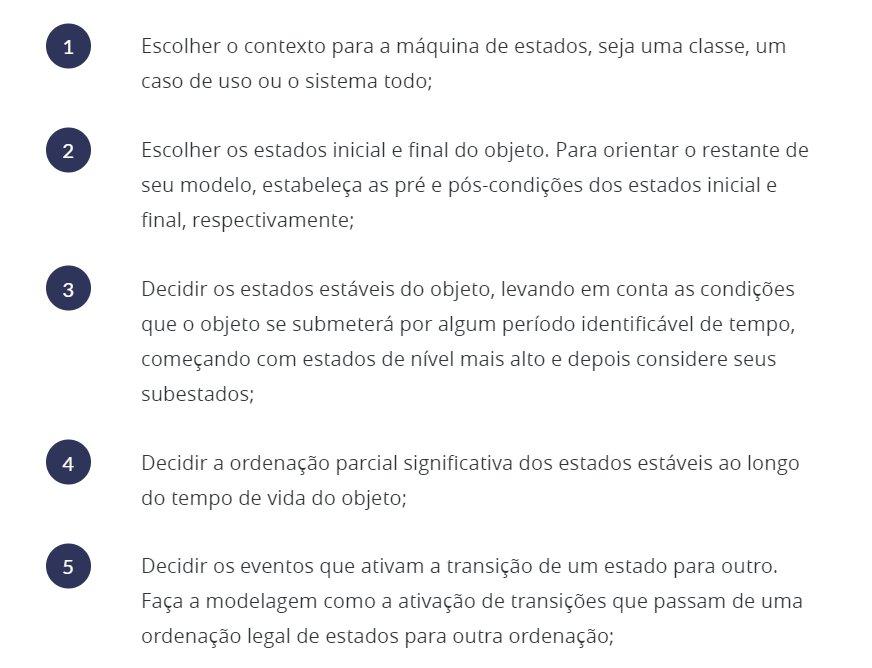 1
Escolher o contexto para a máquina de estados, seja uma classe, um
caso de uso ou o sistema todo;
2
Escolher os estados inicial e final do objeto. Para orientar o restante de
seu modelo, estabeleça as pré e pós-condições dos estados inicial e
final, respectivamente;
3
Decidir os estados estáveis do objeto, levando em conta as condições
que o objeto se submeterá por algum período identificável de tempo,
começando com estados de nível mais alto e depois considere seus
subestados;
4
Decidir a ordenação parcial significativa dos estados estáveis ao longo
do tempo de vida do objeto;
5
Decidir os eventos que ativam a transição de um estado para outro.
Faça a modelagem como a ativação de transições que passam de uma
ordenação legal de estados para outra ordenação;